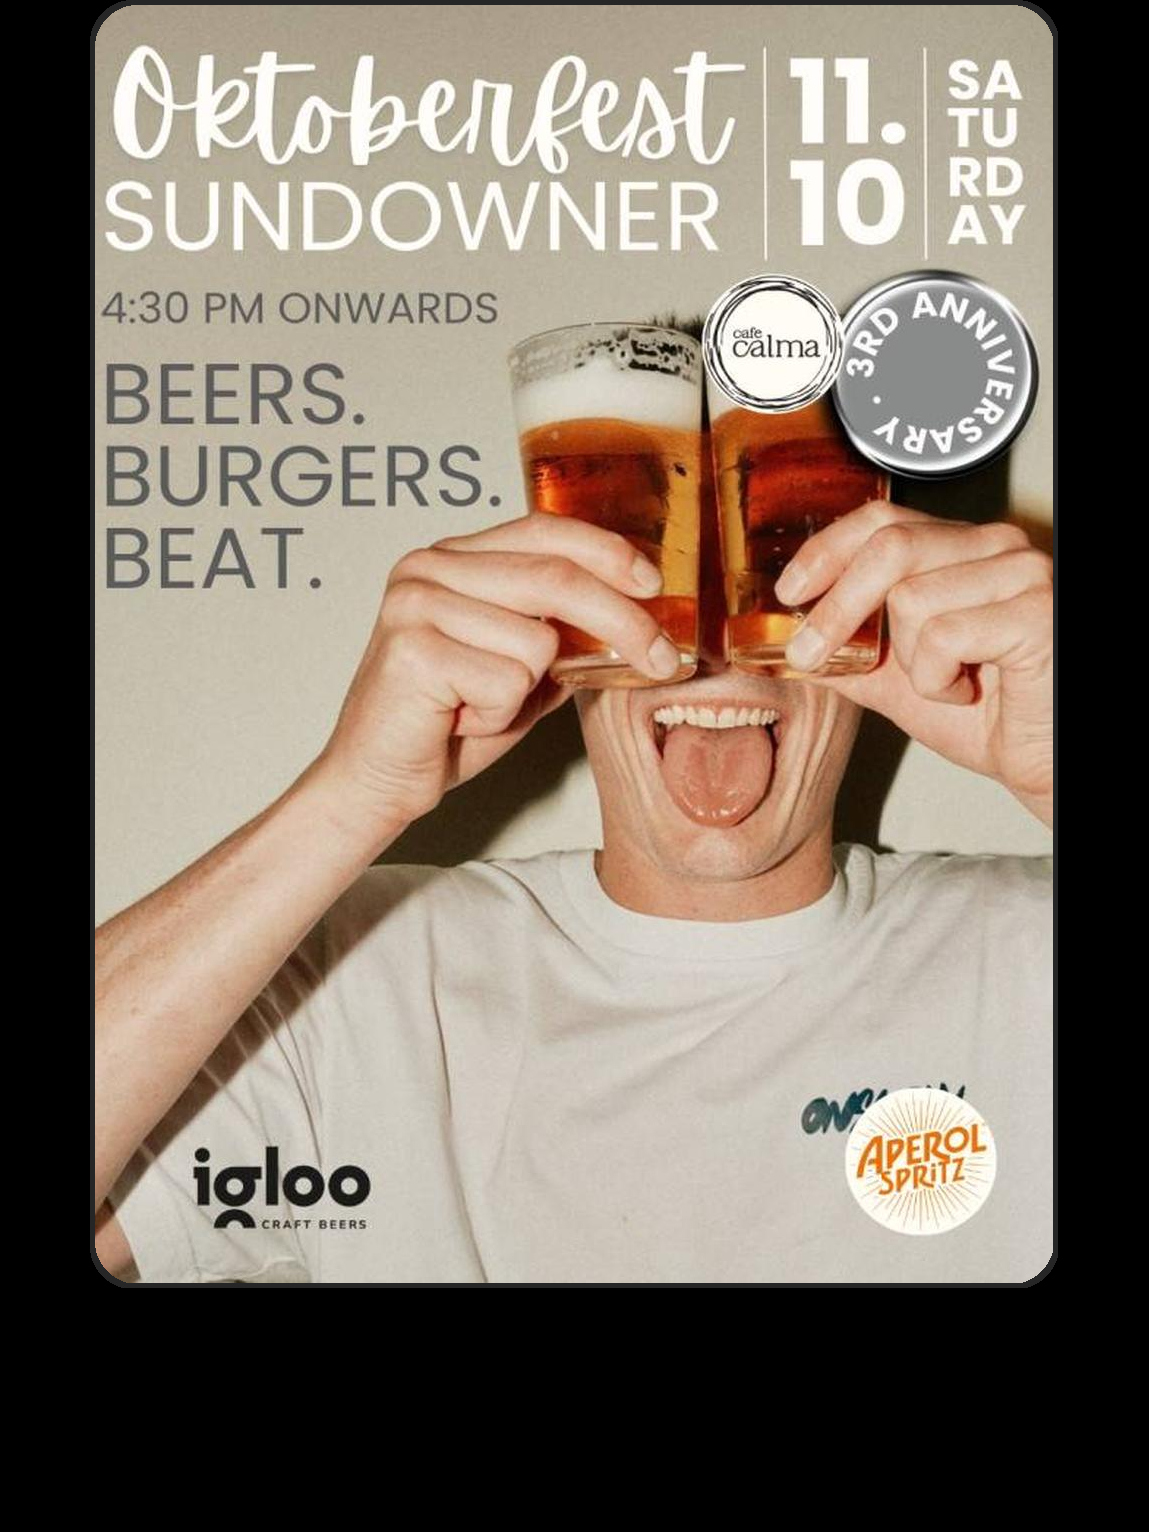 Oktoberfest
SUNDOWNER
11.
10
SA
TU
RD
AY
4:30 PM ONWARDS
cafe
calma
3RD ANNIVERSARY ·
BEERS.
BURGERS.
BEAT.
igloo
CRAFT BEERS
APEROL
SPRiTZ